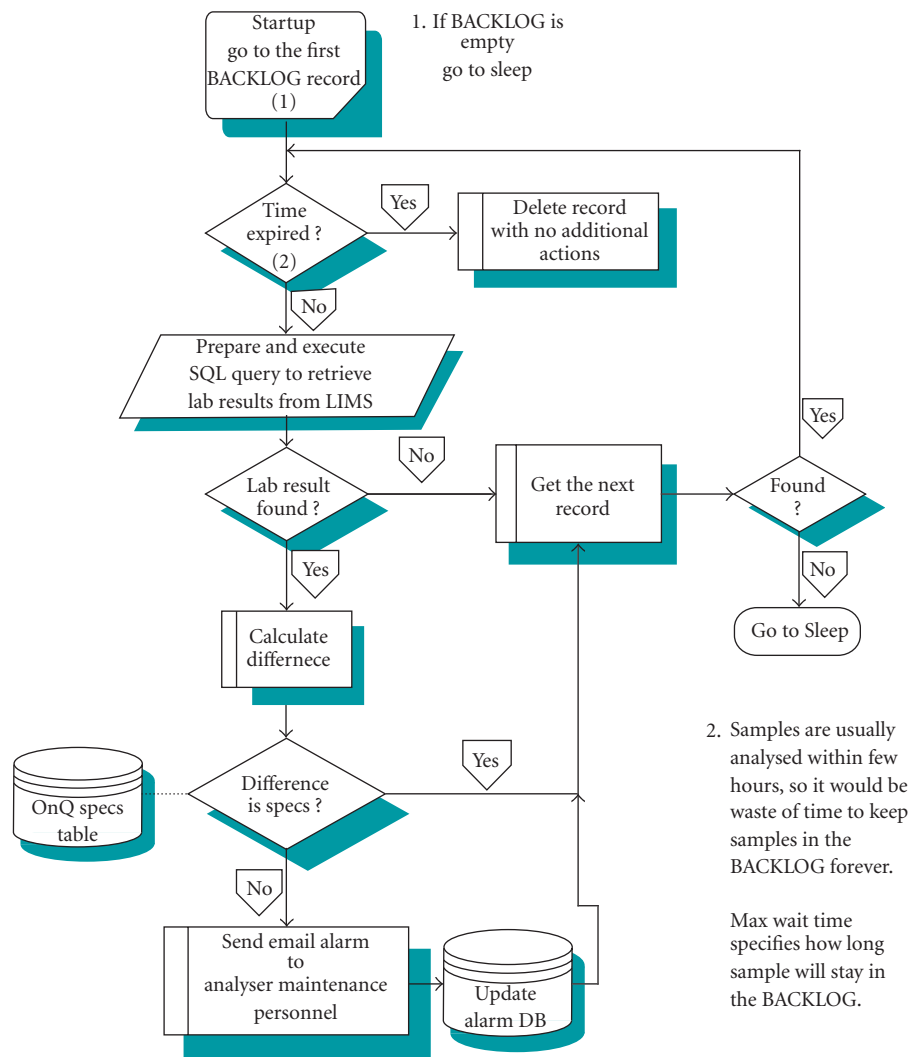 Startup
go to the first
BACKLOG record
(1)
1. If BACKLOG is
empty
go to sleep
Time
expired ?
(2)
Yes
Delete record
with no additional
actions
No
Prepare and execute
SQL query to retrieve
lab results from LIMS
Lab result
found ?
No
Get the next
record
Found
?
Yes
No
Go to Sleep
Yes
Calculate
differnece
OnQ specs
table
Difference
is specs ?
Yes
No
Send email alarm
to
analyser maintenance
personnel
Update
alarm DB
2. Samples are usually
analysed within few
hours, so it would be
waste of time to keep
samples in the
BACKLOG forever.
Max wait time
specifies how long
sample will stay in
the BACKLOG.